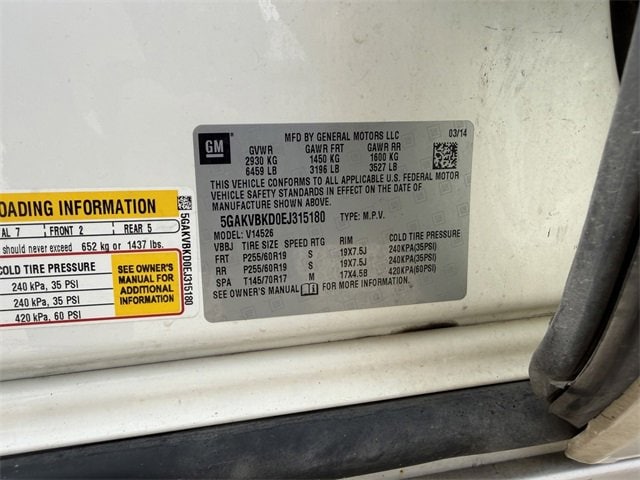 GM
MFD BY GENERAL MOTORS LLC 03/14
GVWR GAWR FRT GAWR RR
2930 KG 1450 KG 1600 KG
6459 LB 3196 LB 3527 LB
THIS VEHICLE CONFORMS TO ALL APPLICABLE U.S. FEDERAL MOTOR
VEHICLE SAFETY STANDARDS IN EFFECT ON THE DATE OF
MANUFACTURE SHOWN ABOVE.
5GAKVBKD0EJ315180 TYPE: M.P.V.
MODEL: V14526
VBBJ TIRE SIZE SPEED RTG RIM COLD TIRE PRESSURE
FRT P255/60R19 S 19X7.5J 240KPA(35PSI)
RR P255/60R19 S 19X7.5J 240KPA(35PSI)
SPA T145/70R17 M 17X4.5B 420KPA(60PSI)
SEE OWNER'S MANUAL FOR MORE INFORMATION.
OADING INFORMATION
AL 7 FRONT 2 REAR 5
should never exceed 652 kg or 1437 lbs.
COLD TIRE PRESSURE
240 kPa, 35 PSI
240 kPa, 35 PSI
420 kPa, 60 PSI
SEE OWNER'S
MANUAL FOR
ADDITIONAL
INFORMATION
5GAKVBKD0EJ315180